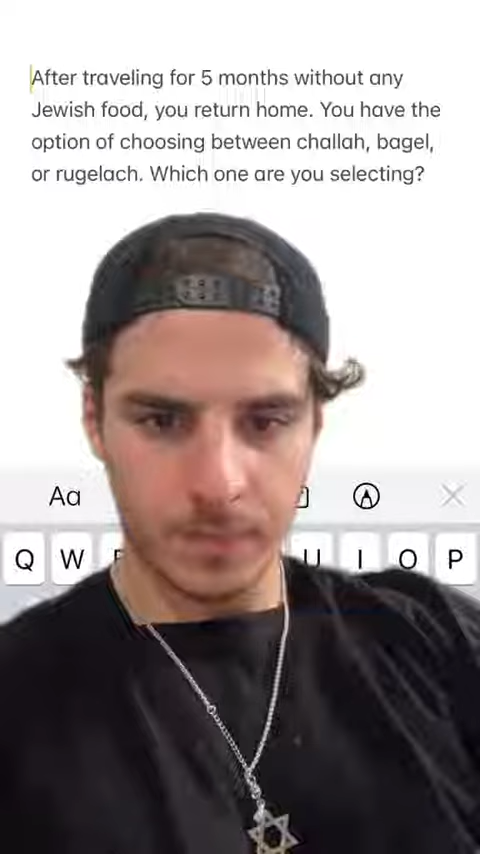 After traveling for 5 months without any
Jewish food, you return home. You have the
option of choosing between challah, bagel,
or rugelach. Which one are you selecting?
Aa
Q W U I O P